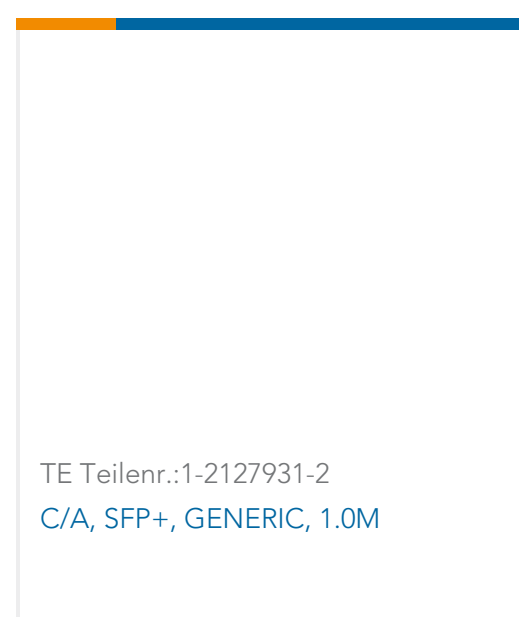 TE Teilenr.:1-2127931-2
C/A, SFP+, GENERIC, 1.0M